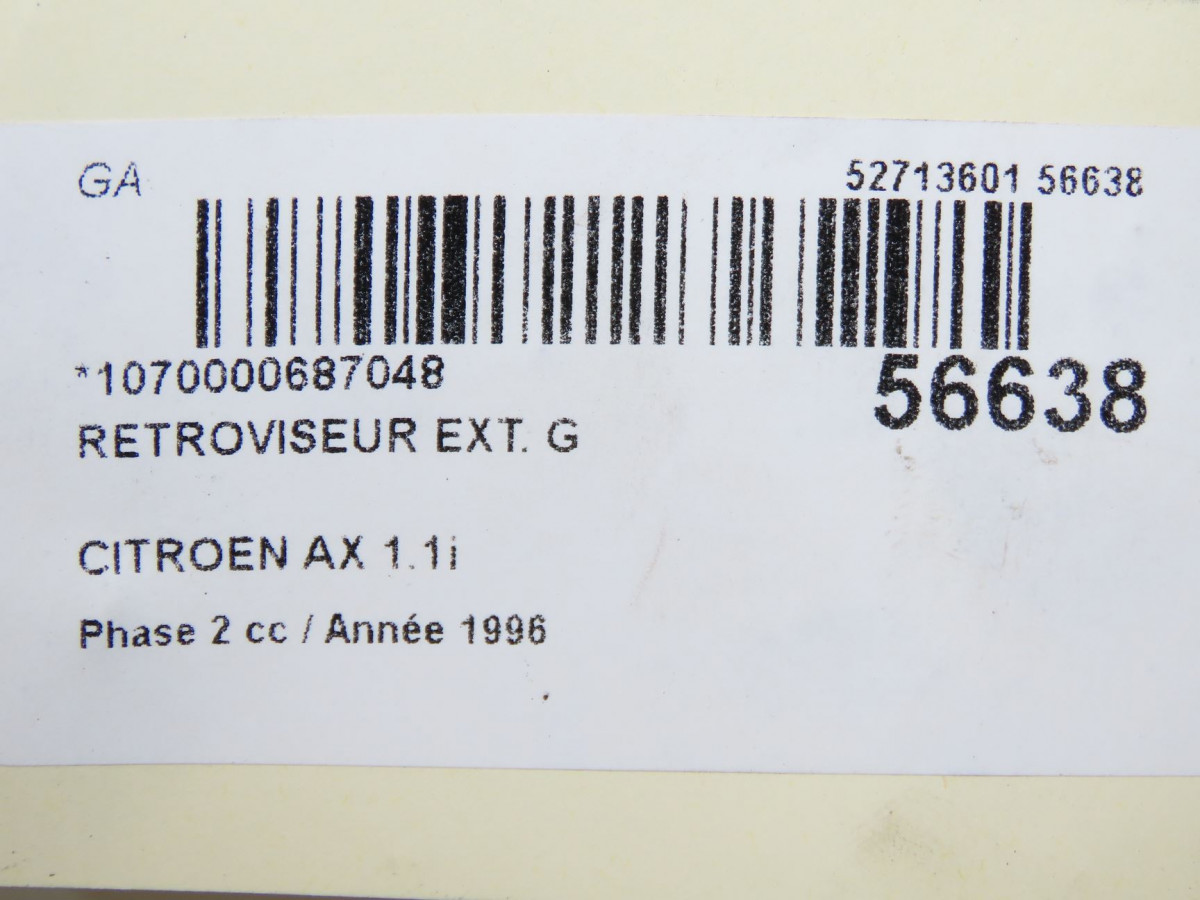 GA
52713601 56638
*1070000687048
56638
RETROVISEUR EXT. G
CITROEN AX 1.1i
Phase 2 cc / Année 1996